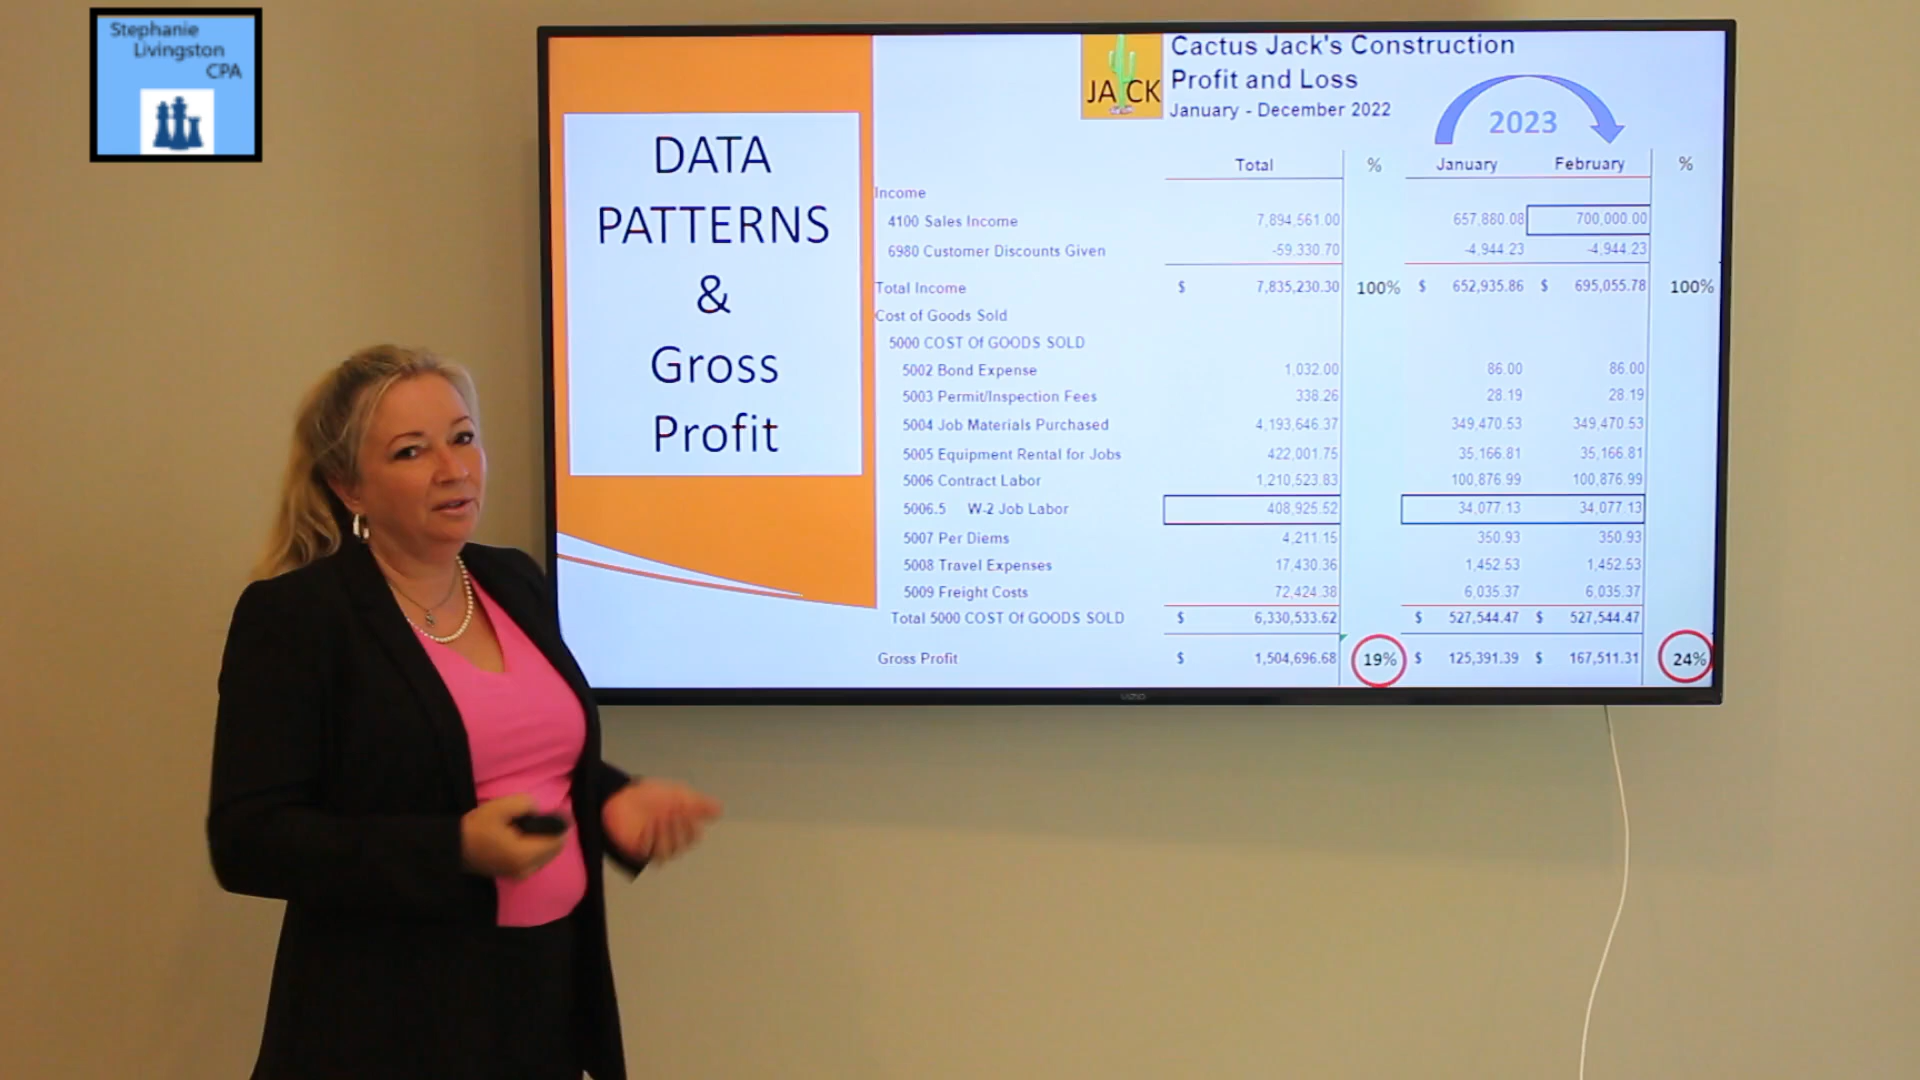 Stephanie
Livingston
CPA
DATA
PATTERNS
&
Gross
Profit
JACK
Cactus Jack's Construction
Profit and Loss
January - December 2022
2023
Total % January February %
Income
4100 Sales Income 7,894,561.00 657,880.08 700,000.00
6980 Customer Discounts Given -59,330.70 -4,944.23 -4,944.23
Total Income $ 7,835,230.30 100% $ 652,935.86 $ 695,055.78 100%
Cost of Goods Sold
5000 COST Of GOODS SOLD
5002 Bond Expense 1,032.00 86.00 86.00
5003 Permit/Inspection Fees 338.26 28.19 28.19
5004 Job Materials Purchased 4,193,646.37 349,470.53 349,470.53
5005 Equipment Rental for Jobs 422,001.75 35,166.81 35,166.81
5006 Contract Labor 1,210,523.83 100,876.99 100,876.99
5006.5 W-2 Job Labor 408,925.52 34,077.13 34,077.13
5007 Per Diems 4,211.15 350.93 350.93
5008 Travel Expenses 17,430.36 1,452.53 1,452.53
5009 Freight Costs 72,424.38 6,035.37 6,035.37
Total 5000 COST Of GOODS SOLD $ 6,330,533.62 $ 527,544.47 $ 527,544.47
Gross Profit $ 1,504,696.68 19% $ 125,391.39 $ 167,511.31 24%
VIZIO